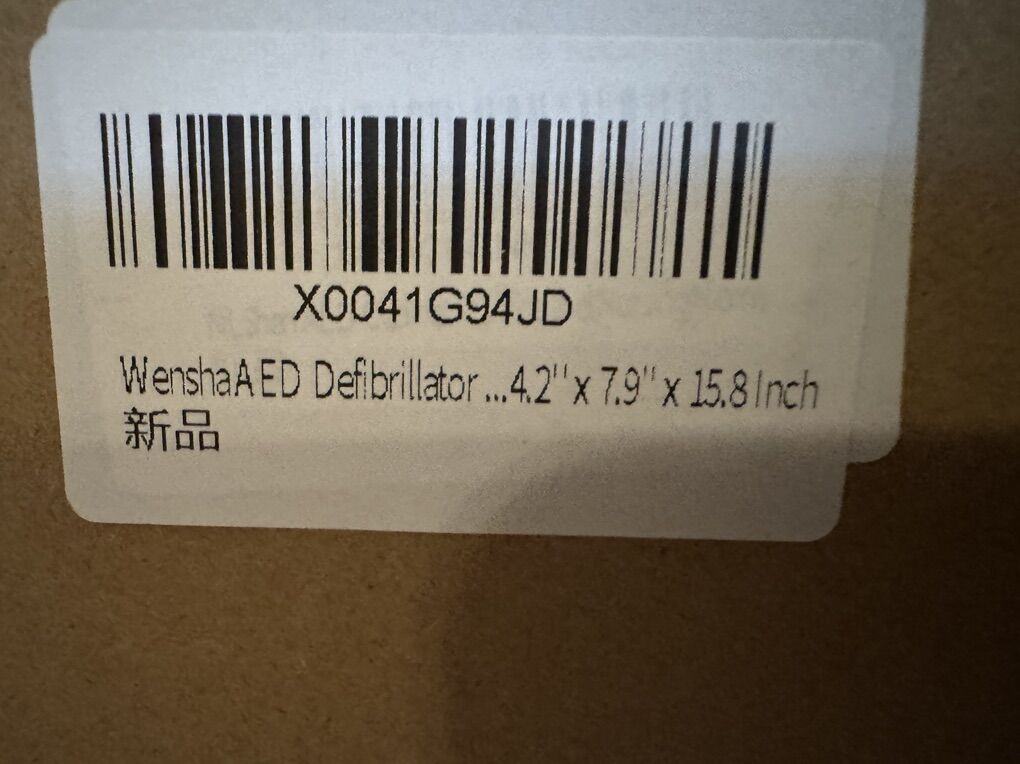 X0041G94JD
WenshaAED Defibrillator ...4.2'' x 7.9'' x 15.8 Inch
新品